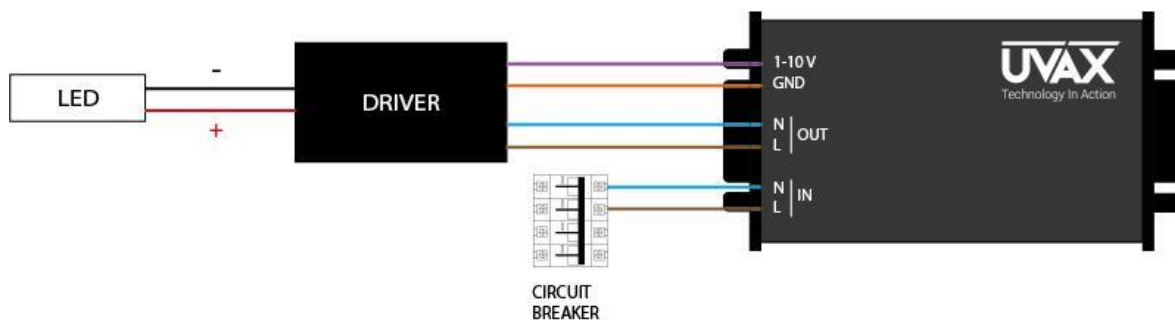 LED
-
+
DRIVER
1-10 V
GND
N
L
OUT
N
L
IN
UVAX
Technology In Action
CIRCUIT
BREAKER